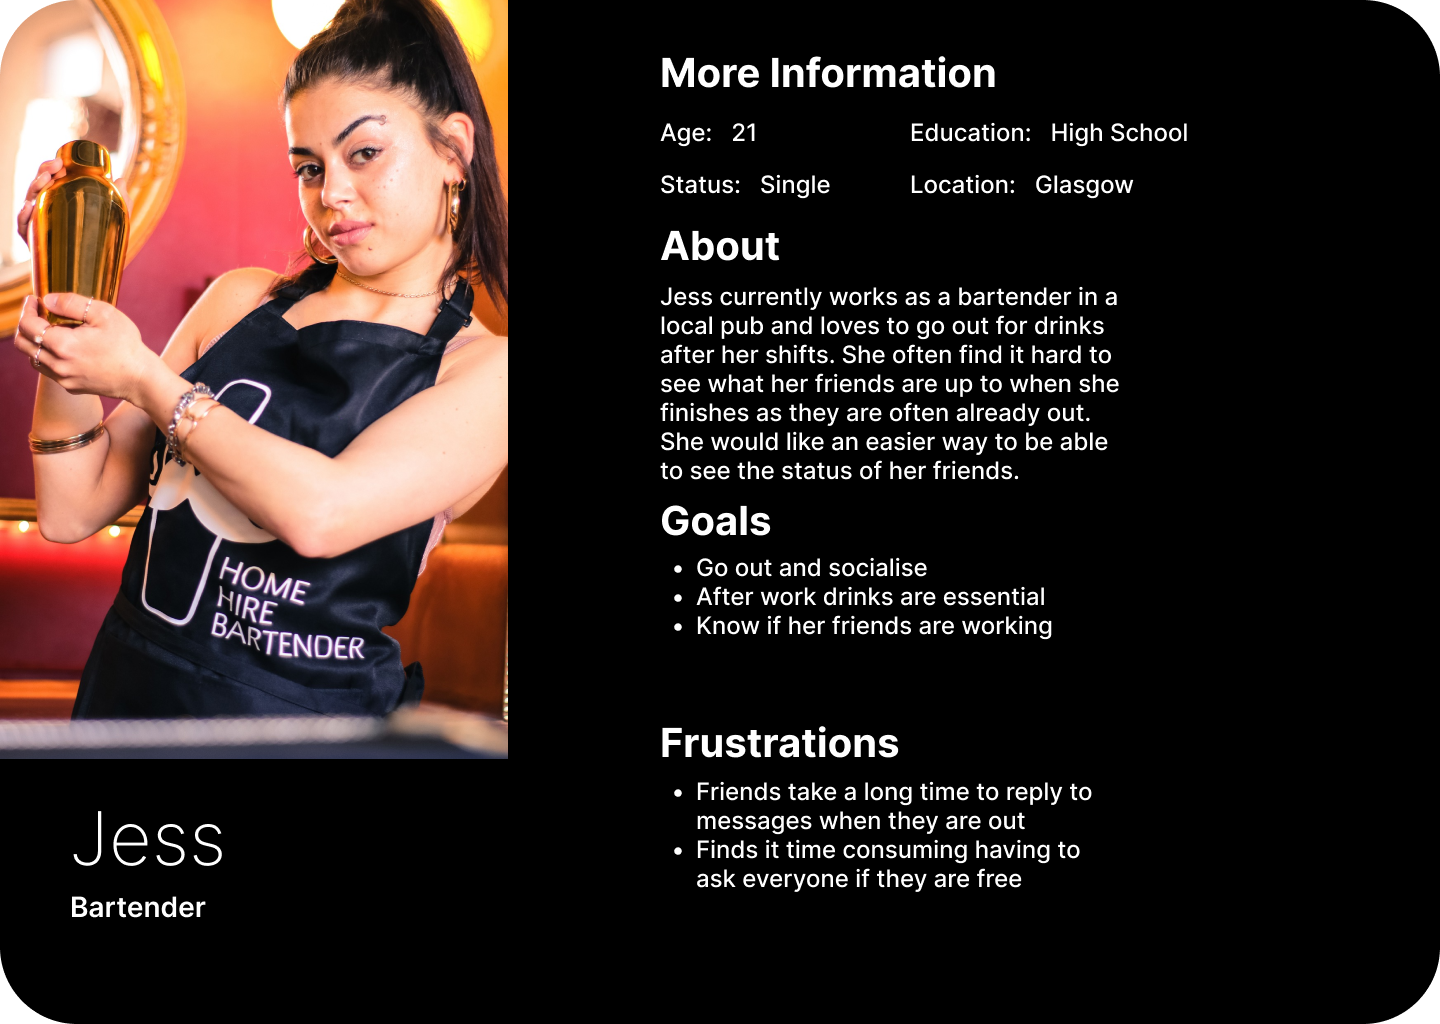 More Information
Age: 21
Education: High School
Status: Single
Location: Glasgow
About
Jess currently works as a bartender in a
local pub and loves to go out for drinks
after her shifts. She often find it hard to
see what her friends are up to when she
finishes as they are often already out.
She would like an easier way to be able
to see the status of her friends.
Goals
• Go out and socialise
• After work drinks are essential
• Know if her friends are working
Frustrations
• Friends take a long time to reply to
messages when they are out
• Finds it time consuming having to
ask everyone if they are free
HOME
HIRE
BARTENDER
Jess
Bartender